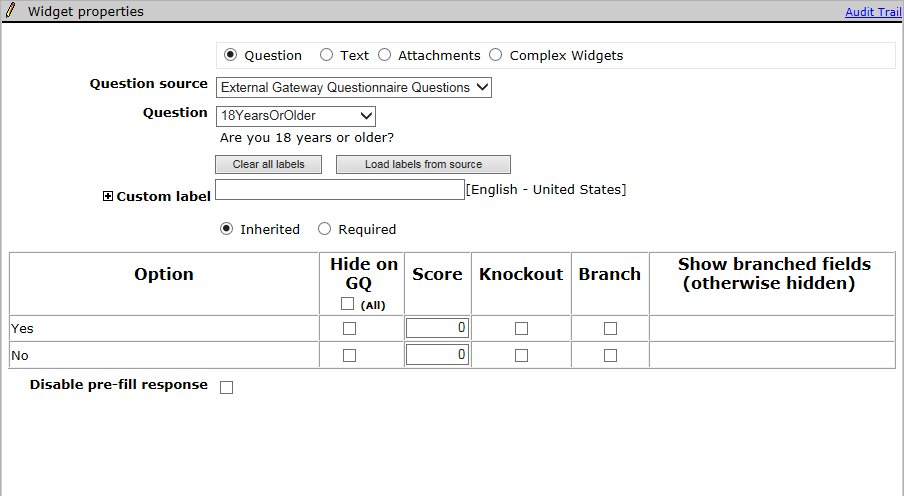 Widget properties
Audit Trail
Question Text Attachments Complex Widgets
Question source External Gateway Questionnaire Questions
Question 18YearsOrOlder
Are you 18 years or older?
Clear all labels Load labels from source
Custom label [English - United States]
Inherited Required
Option Hide on GQ (All) Score Knockout Branch Show branched fields (otherwise hidden)
Yes 0
No 0
Disable pre-fill response